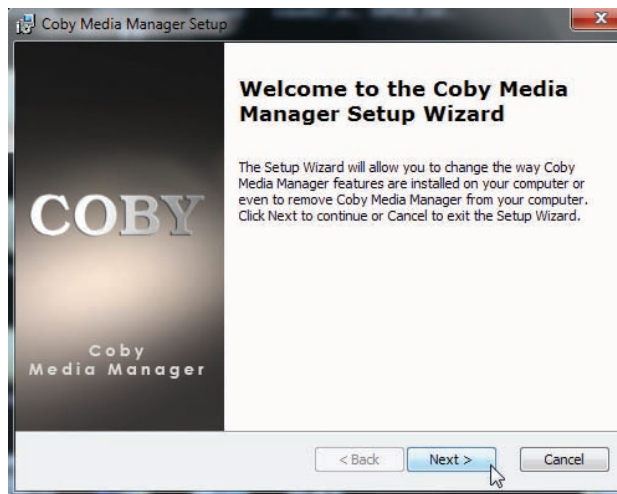 Coby Media Manager Setup
Welcome to the Coby Media
Manager Setup Wizard
The Setup Wizard will allow you to change the way Coby
Media Manager features are installed on your computer or
even to remove Coby Media Manager from your computer.
Click Next to continue or Cancel to exit the Setup Wizard.
COBY
Coby
Media Manager
< Back
Next >
Cancel